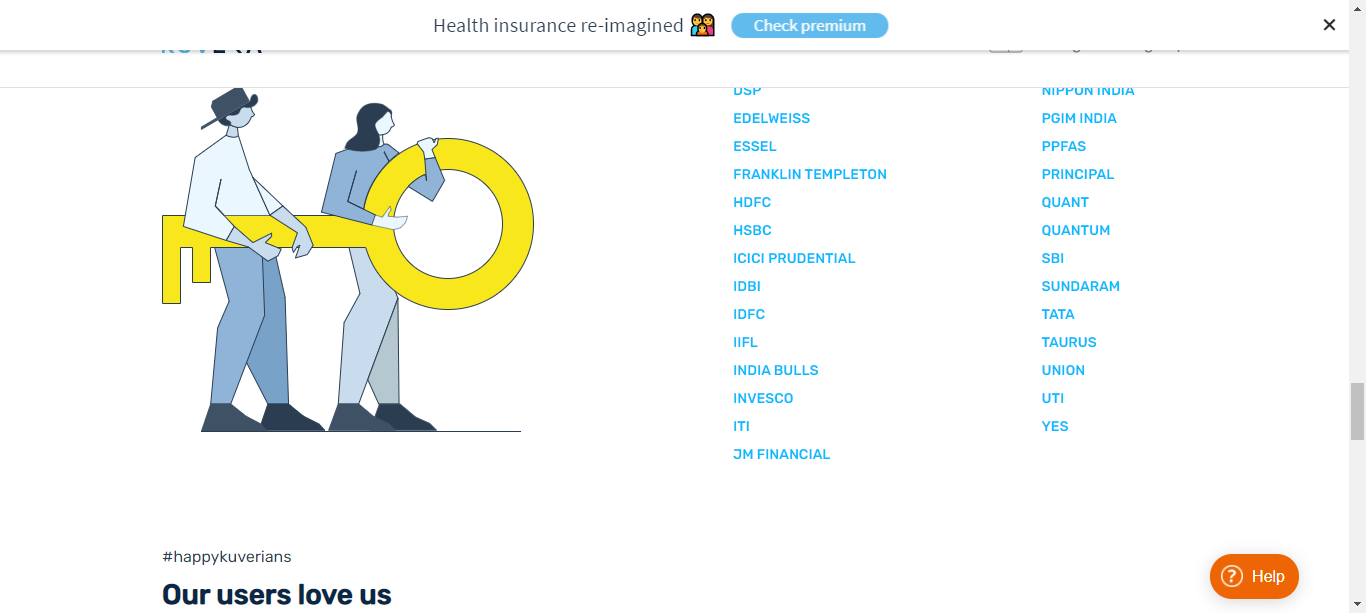 Health insurance re-imagined
Check premium
DSP
EDELWEISS
ESSEL
FRANKLIN TEMPLETON
HDFC
HSBC
ICICI PRUDENTIAL
IDBI
IDFC
IIFL
INDIA BULLS
INVESCO
ITI
JM FINANCIAL
NIPPON INDIA
PGIM INDIA
PPFAS
PRINCIPAL
QUANT
QUANTUM
SBI
SUNDARAM
TATA
TAURUS
UNION
UTI
YES
#happykuverians
Our users love us
? Help